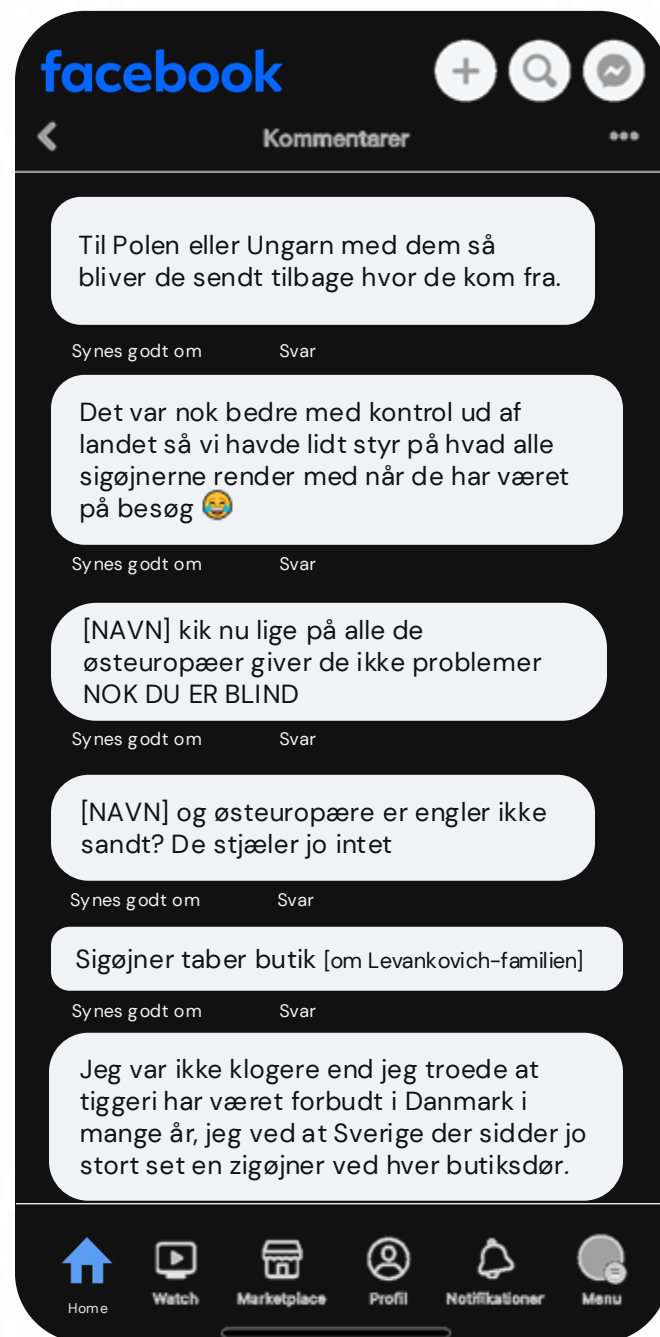 facebook
Kommentarer
Til Polen eller Ungarn med dem så
bliver de sendt tilbage hvor de kom fra.
Synes godt om Svar
Det var nok bedre med kontrol ud af
landet så vi havde lidt styr på hvad alle
sigøjnerne render med når de har været
på besøg 😂
Synes godt om Svar
[NAVN] kik nu lige på alle de
østeuropæer giver de ikke problemer
NOK DU ER BLIND
Synes godt om Svar
[NAVN] og østeuropære er engler ikke
sandt? De stjæler jo intet
Synes godt om Svar
Sigøjner taber butik [om Levankovich-familien]
Synes godt om Svar
Jeg var ikke klogere end jeg troede at
tiggeri har været forbudt i Danmark i
mange år, jeg ved at Sverige der sidder jo
stort set en zigøjner ved hver butiksdør.
Home Watch Marketplace Profil Notifikationer Menu